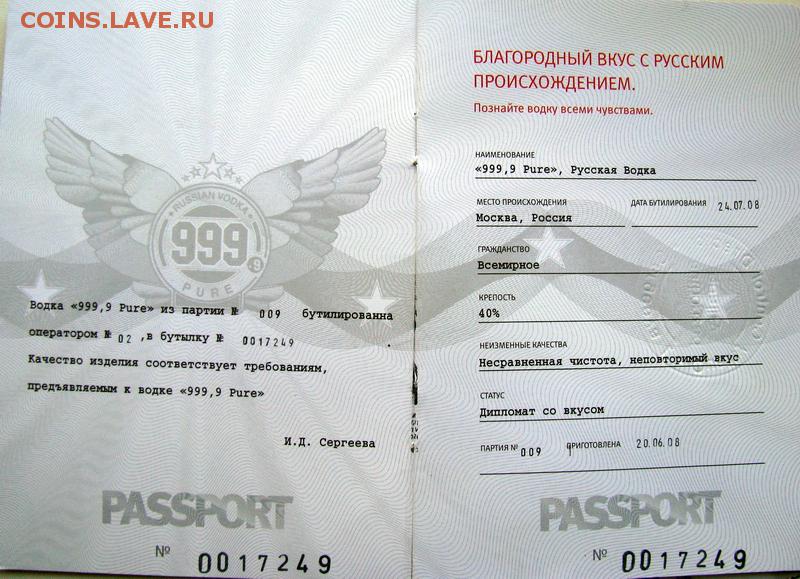 COINS.LAVE.RU
RUSSIAN VODKA
999
9
PURE
Водка «999,9 Pure» из партии № 009 бутилированна
оператором № 02 ,в бутылку № 0017249
Качество изделия соответствует требованиям,
предъявляемым к водке «999,9 Pure»
И.Д. Сергеева
PASSPORT
№ 0017249
БЛАГОРОДНЫЙ ВКУС С РУССКИМ
ПРОИСХОЖДЕНИЕМ.
Познайте водку всеми чувствами.
НАИМЕНОВАНИЕ
«999,9 Pure», Русская Водка
МЕСТО ПРОИСХОЖДЕНИЯ ДАТА БУТИЛИРОВАНИЯ 24.07.08
Москва, Россия
ГРАЖДАНСТВО
Всемирное
КРЕПОСТЬ
40%
НЕИЗМЕННЫЕ КАЧЕСТВА
Несравненная чистота, неповторимый вкус
СТАТУС
Дипломат со вкусом
ПАРТИЯ № 009 ПРИГОТОВЛЕНА 20.06.08
PASSPORT
№ 0017249